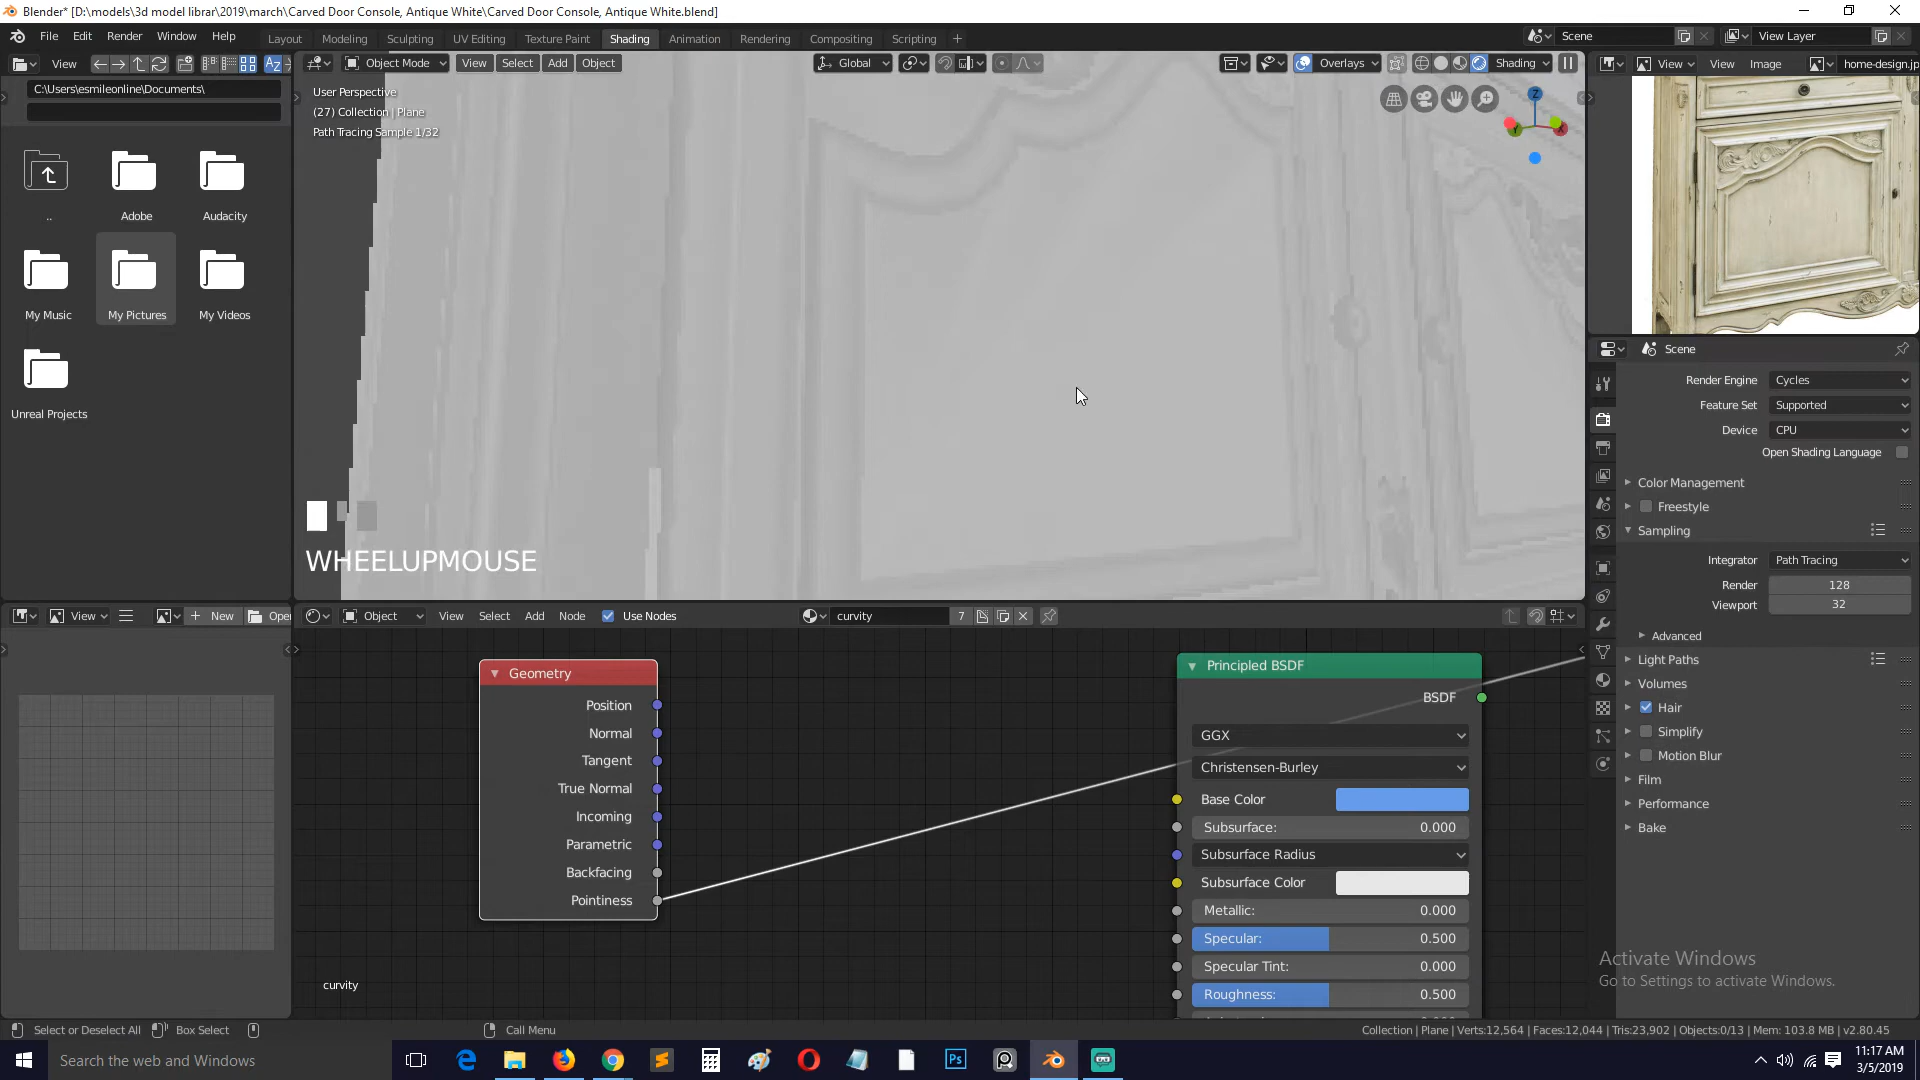 Blender* [D:\models\3d model librar\2019\march\Carved Door Console, Antique White\Carved Door Console, Antique White.blend]
File Edit Render Window Help
Layout Modeling Sculpting UV Editing Texture Paint Shading Animation Rendering Compositing Scripting
Scene
View Layer
View
Object Mode View Select Add Object
Global
Overlays
Shading
View View Image home-design.jp
C:\Users\esmileonline\Documents\
..
Adobe
Audacity
My Music
My Pictures
My Videos
Unreal Projects
User Perspective
(27) Collection | Plane
Path Tracing Sample 1/32
WHEELUPMOUSE
Scene
Render Engine Cycles
Feature Set Supported
Device CPU
Open Shading Language
Color Management
Freestyle
Sampling
Integrator Path Tracing
Render 128
Viewport 32
Advanced
Light Paths
Volumes
Hair
Simplify
Motion Blur
Film
Performance
Bake
View New Open
Object View Select Add Node Use Nodes curvity 7
Geometry
Position
Normal
Tangent
True Normal
Incoming
Parametric
Backfacing
Pointiness
Principled BSDF
BSDF
GGX
Christensen-Burley
Base Color
Subsurface: 0.000
Subsurface Radius
Subsurface Color
Metallic: 0.000
Specular: 0.500
Specular Tint: 0.000
Roughness: 0.500
curvity
Activate Windows
Go to Settings to activate Windows.
Select or Deselect All Box Select Call Menu
Collection | Plane | Verts:12,564 | Faces:12,044 | Tris:23,902 | Objects:0/13 | Mem: 103.8 MB | v2.80.45
Search the web and Windows
Ps
11:17 AM
3/5/2019